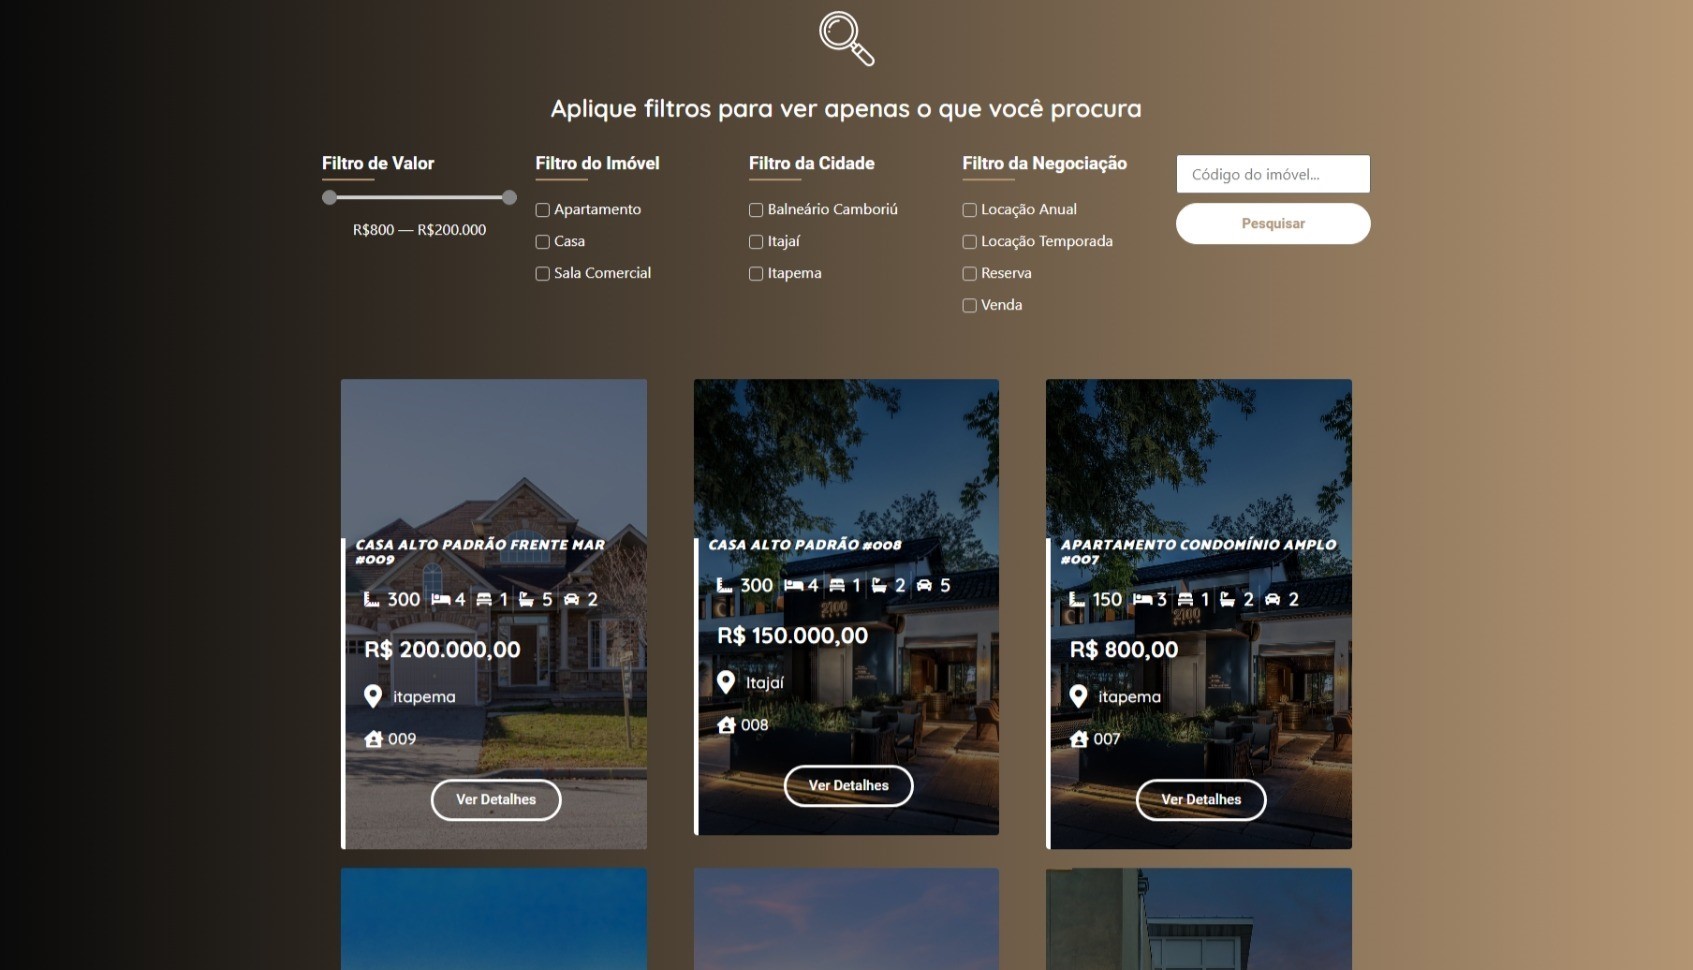 Aplique filtros para ver apenas o que você procura
Filtro de Valor
R$800 — R$200.000
Filtro do Imóvel
Apartamento
Casa
Sala Comercial
Filtro da Cidade
Balneário Camboriú
Itajaí
Itapema
Filtro da Negociação
Locação Anual
Locação Temporada
Reserva
Venda
Código do imóvel...
Pesquisar
CASA ALTO PADRÃO FRENTE MAR
#009
300 4 1 5 2
R$ 200.000,00
itapema
009
Ver Detalhes
CASA ALTO PADRÃO #008
300 4 1 2 5
2100
R$ 150.000,00
Itajaí
008
Ver Detalhes
APARTAMENTO CONDOMÍNIO AMPLO
#007
150 3 1 2 2
2100
R$ 800,00
itapema
007
Ver Detalhes